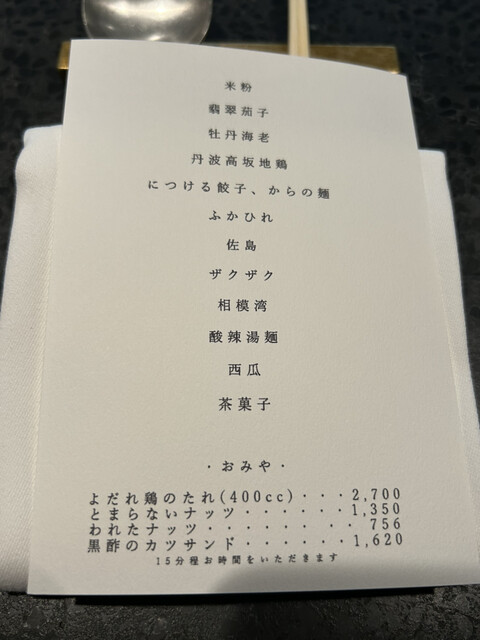 米粉
翡翠茄子
牡丹海老
丹波高坂地鶏
につける餃子、からの麺
ふかひれ
佐島
ザクザク
相模湾
酸辣湯麺
西瓜
茶菓子
・おみや・
よだれ鶏のたれ(400cc)・・・2,700
とまらないナッツ・・・・・・1,350
われたナッツ・・・・・・・・・756
黒酢のカツサンド・・・・・・1,620
15分程お時間をいただきます